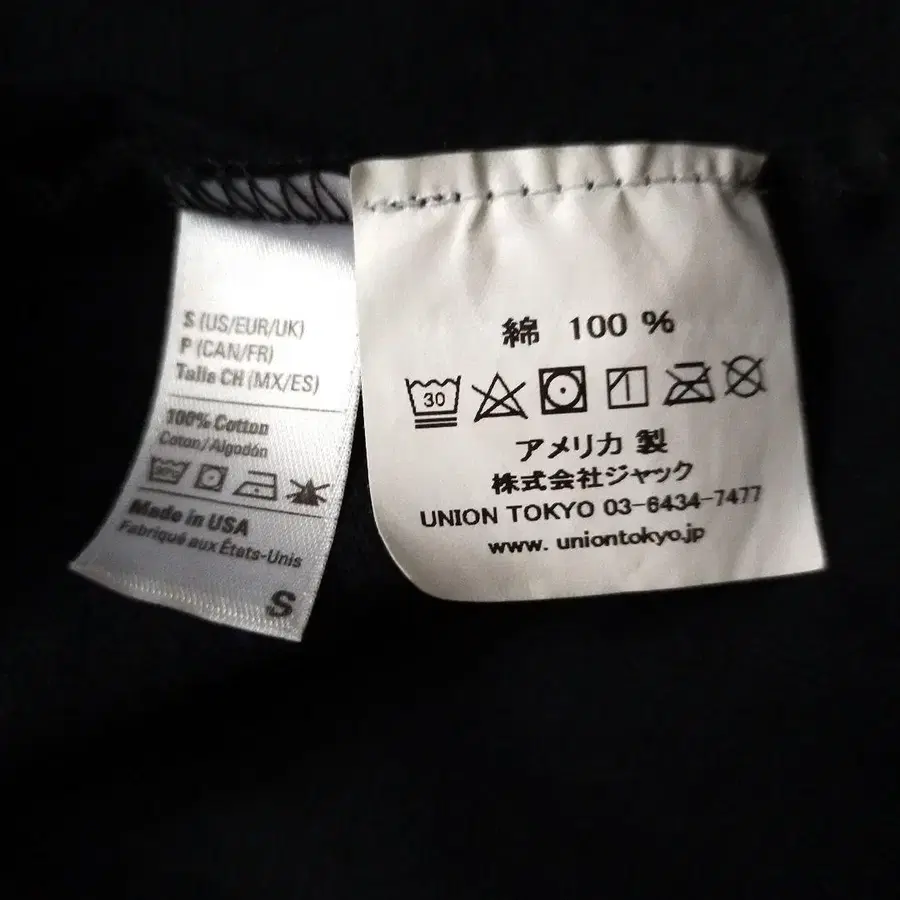 S (US/EUR/UK)
P (CAN/FR)
Talla CH (MX/ES)
100% Cotton
Coton/Algodón
30°C
Made in USA
Fabriqué aux États-Unis
S
綿 100 %
30
アメリカ 製
株式会社ジャック
UNION TOKYO 03-6434-7477
www. uniontokyo.jp